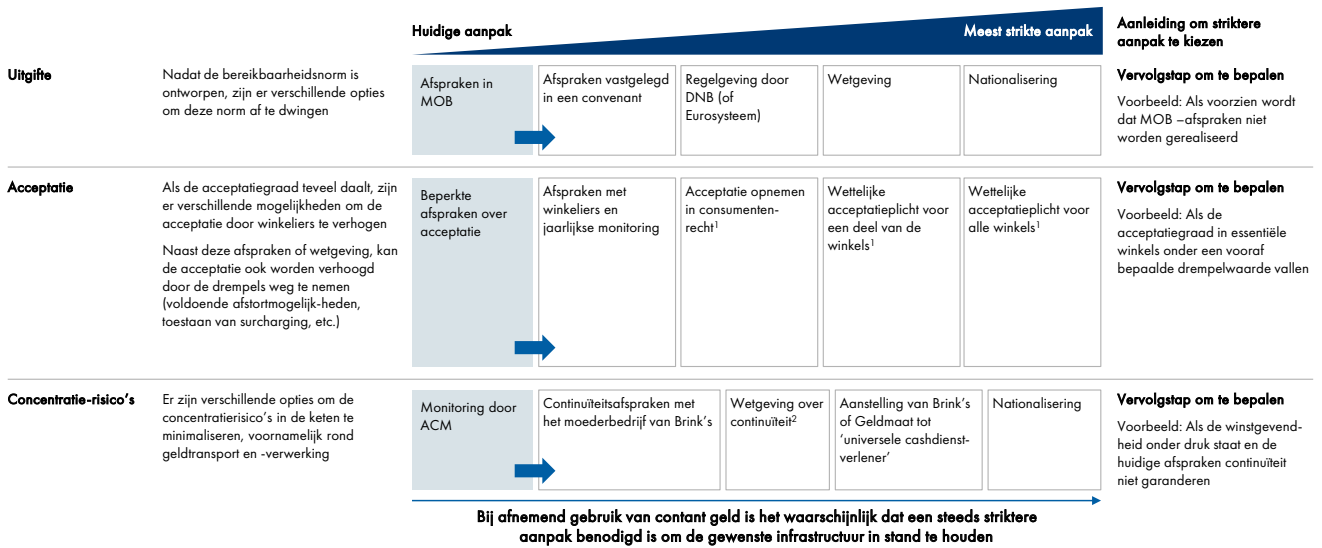 Huidige aanpak
Meest strikte aanpak
Aanleiding om striktere
aanpak te kiezen
Uitgifte
Nadat de bereikbaarheidsnorm is
ontworpen, zijn er verschillende opties
om deze norm af te dwingen
Afspraken in
MOB
Afspraken vastgelegd
in een convenant
Regelgeving door
DNB (of
Eurosysteem)
Wetgeving
Nationalisering
Vervolgstap om te bepalen
Voorbeeld: Als voorzien wordt
dat MOB –afspraken niet
worden gerealiseerd
Acceptatie
Als de acceptatiegraad teveel daalt, zijn
er verschillende mogelijkheden om de
acceptatie door winkeliers te verhogen
Naast deze afspraken of wetgeving, kan
de acceptatie ook worden verhoogd
door de drempels weg te nemen
(voldoende afstortmogelijk-heden,
toestaan van surcharging, etc.)
Beperkte
afspraken over
acceptatie
Afspraken met
winkeliers en
jaarlijkse monitoring
Acceptatie opnemen
in consumenten-
recht¹
Wettelijke
acceptatieplicht voor
een deel van de
winkels¹
Wettelijke
acceptatieplicht voor
alle winkels¹
Vervolgstap om te bepalen
Voorbeeld: Als de
acceptatiegraad in essentiële
winkels onder een vooraf
bepaalde drempelwaarde vallen
Concentratie-risico's
Er zijn verschillende opties om de
concentratierisico's in de keten te
minimaliseren, voornamelijk rond
geldtransport en -verwerking
Monitoring door
ACM
Continuïteitsafspraken met
het moederbedrijf van Brink's
Wetgeving over
continuïteit²
Aanstelling van Brink's
of Geldmaat tot
'universele cashdienst-
verlener'
Nationalisering
Vervolgstap om te bepalen
Voorbeeld: Als de winstgevend-
heid onder druk staat en de
huidige afspraken continuïteit
niet garanderen
Bij afnemend gebruik van contant geld is het waarschijnlijk dat een steeds striktere
aanpak benodigd is om de gewenste infrastructuur in stand te houden